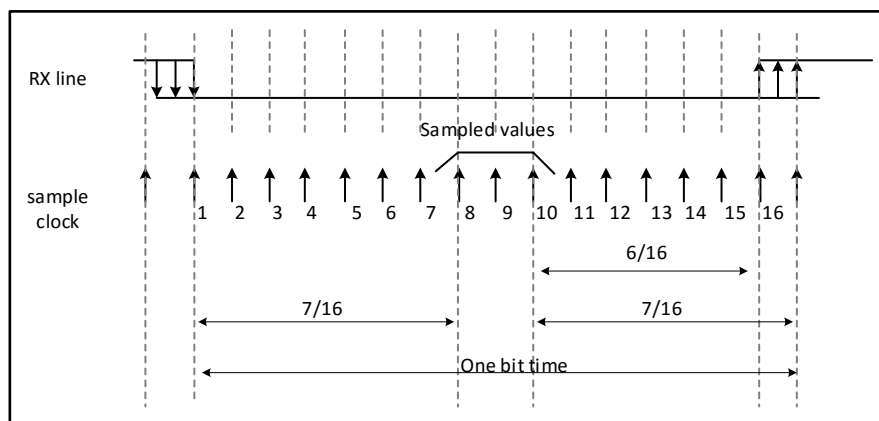 RX line
Sampled values
sample
clock
1 2 3 4 5 6 7 8 9 10 11 12 13 14 15 16
6/16
7/16 7/16
One bit time